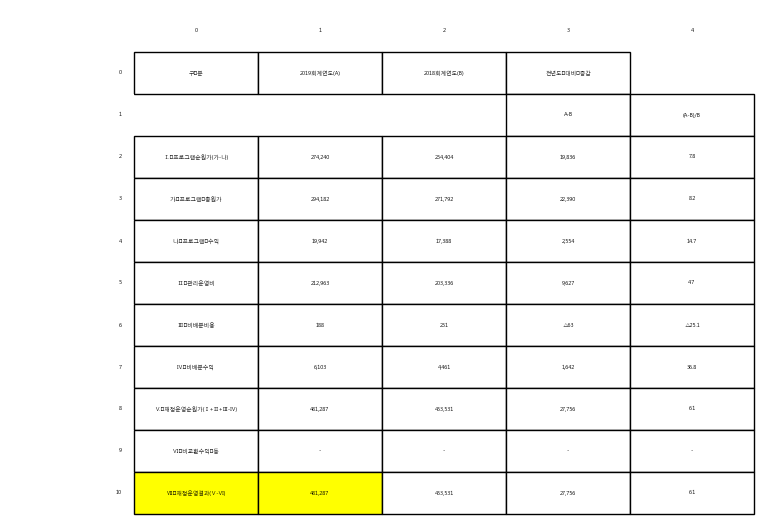 0 1 2 3 4
0 구□분 2019회계연도(A) 2018회계연도(B) 전년도□대비□증감
1 A-B (A-B)/B
2 Ⅰ.□프로그램순원가(가-나) 274,240 254,404 19,836 7.8
3 가.□프로그램□총원가 294,182 271,792 22,390 8.2
4 나.□프로그램□수익 19,942 17,388 2,554 14.7
5 Ⅱ.□관리운영비 212,963 203,336 9,627 4.7
6 Ⅲ.□비배분비용 188 251 △63 △25.1
7 Ⅳ.□비배분수익 6,103 4,461 1,642 36.8
8 Ⅴ.□재정운영순원가(Ⅰ+Ⅱ+Ⅲ-Ⅳ) 481,287 453,531 27,756 6.1
9 Ⅵ.□비교환수익□등 - - - -
10 Ⅶ.□재정운영결과(Ⅴ-Ⅵ) 481,287 453,531 27,756 6.1